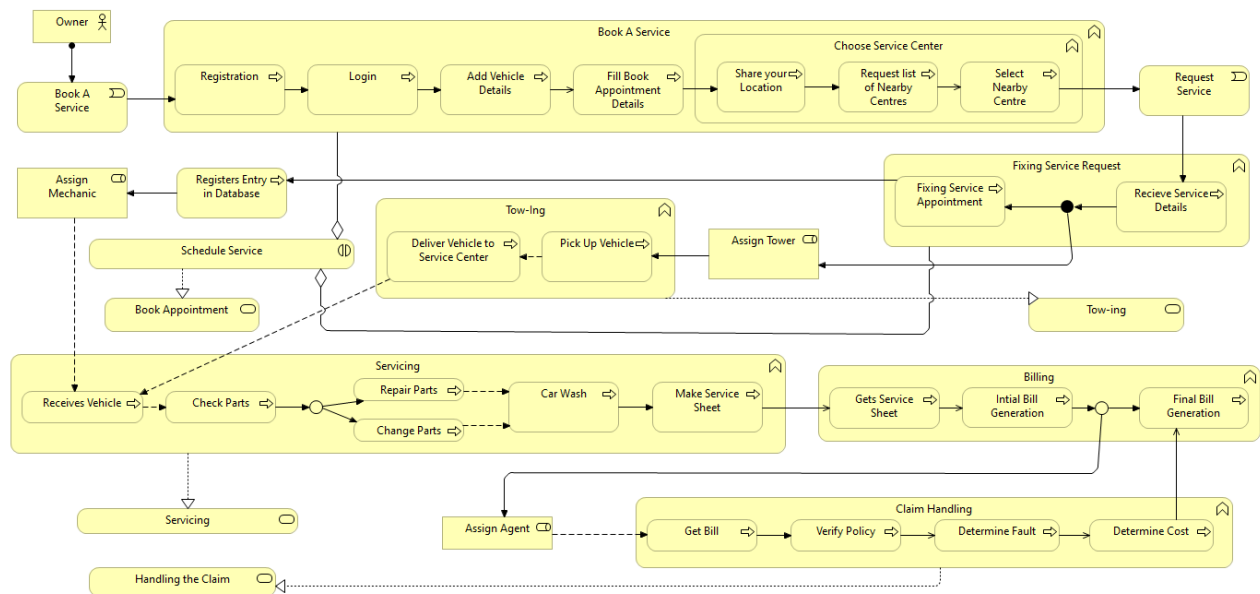 Owner
Book A Service
Choose Service Center
Registration
Login
Add Vehicle
Details
Fill Book
Appointment
Details
Share your
Location
Request list
of Nearby
Centres
Select
Nearby
Centre
Book A
Service
Request
Service
Assign
Mechanic
Registers Entry
in Database
Fixing Service Request
Fixing Service
Appointment
Recieve Service
Details
Tow-Ing
Deliver Vehicle to
Service Center
Pick Up Vehicle
Assign Tower
Schedule Service
Book Appointment
Tow-ing
Servicing
Receives Vehicle
Check Parts
Repair Parts
Change Parts
Car Wash
Make Service
Sheet
Billing
Gets Service
Sheet
Intial Bill
Generation
Final Bill
Generation
Servicing
Assign Agent
Claim Handling
Get Bill
Verify Policy
Determine Fault
Determine Cost
Handling the Claim